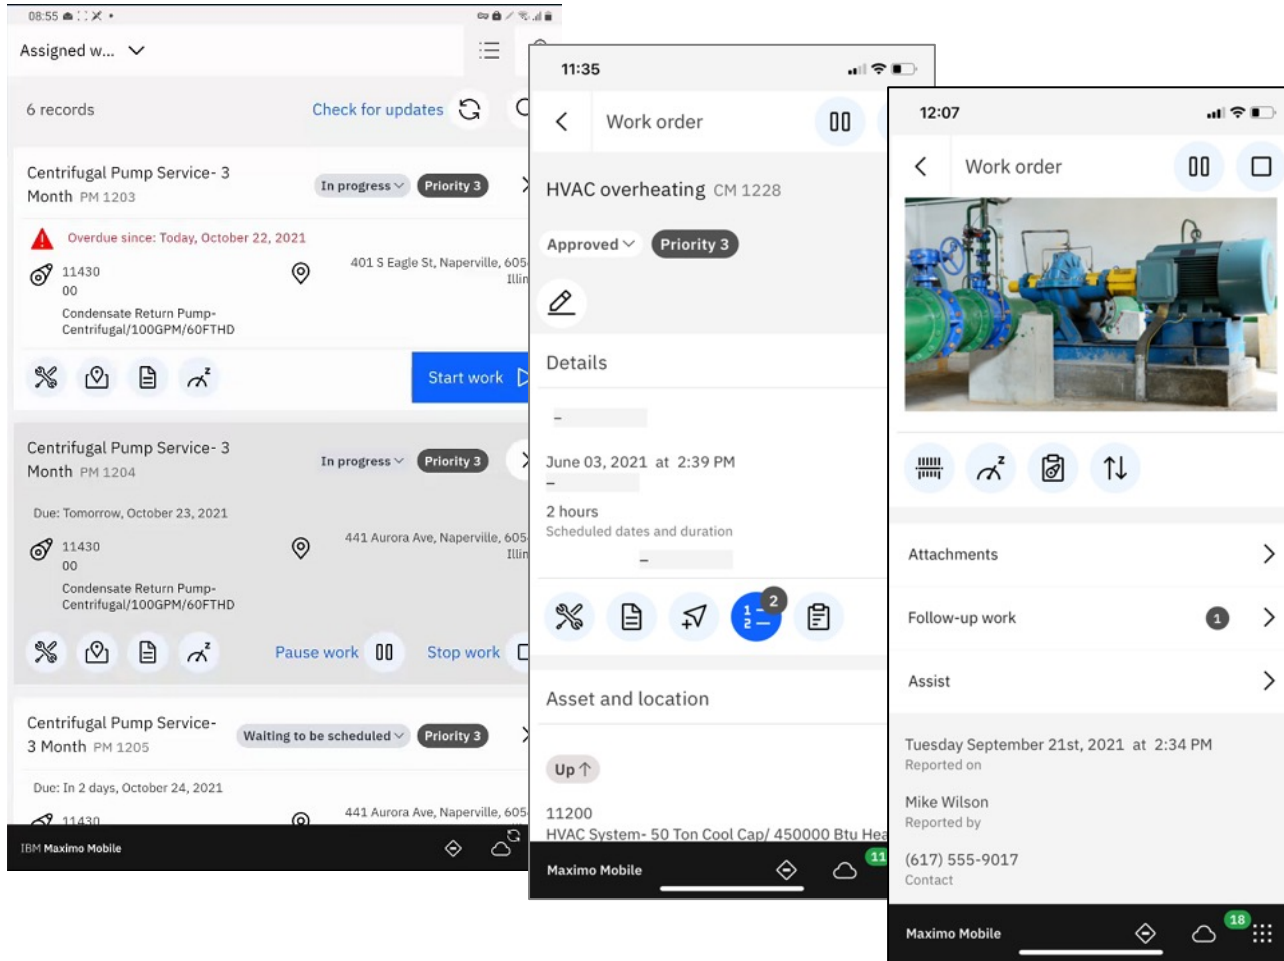 08:55
Assigned w...
6 records
Check for updates
Centrifugal Pump Service- 3
Month PM 1203
In progress
Priority 3
Overdue since: Today, October 22, 2021
11430
00
401 S Eagle St, Naperville,
Condensate Return Pump-
Centrifugal/100GPM/60FTHD
Start work
Centrifugal Pump Service- 3
Month PM 1204
In progress
Priority 3
Due: Tomorrow, October 23, 2021
11430
00
441 Aurora Ave, Naperville,
Condensate Return Pump-
Centrifugal/100GPM/60FTHD
Pause work
Stop work
Centrifugal Pump Service-
3 Month PM 1205
Waiting to be scheduled
Priority 3
Due: In 2 days, October 24, 2021
11430
441 Aurora Ave, Naperville,
IBM Maximo Mobile
11:35
Work order
HVAC overheating CM 1228
Approved
Priority 3
Details
–
June 03, 2021 at 2:39 PM
–
2 hours
Scheduled dates and duration
–
2
Asset and location
Up
11200
HVAC System- 50 Ton Cool Cap/ 450000 Btu
Maximo Mobile
11
12:07
Work order
Attachments
Follow-up work 1
Assist
Tuesday September 21st, 2021 at 2:34 PM
Reported on
Mike Wilson
Reported by
(617) 555-9017
Contact
Maximo Mobile
18